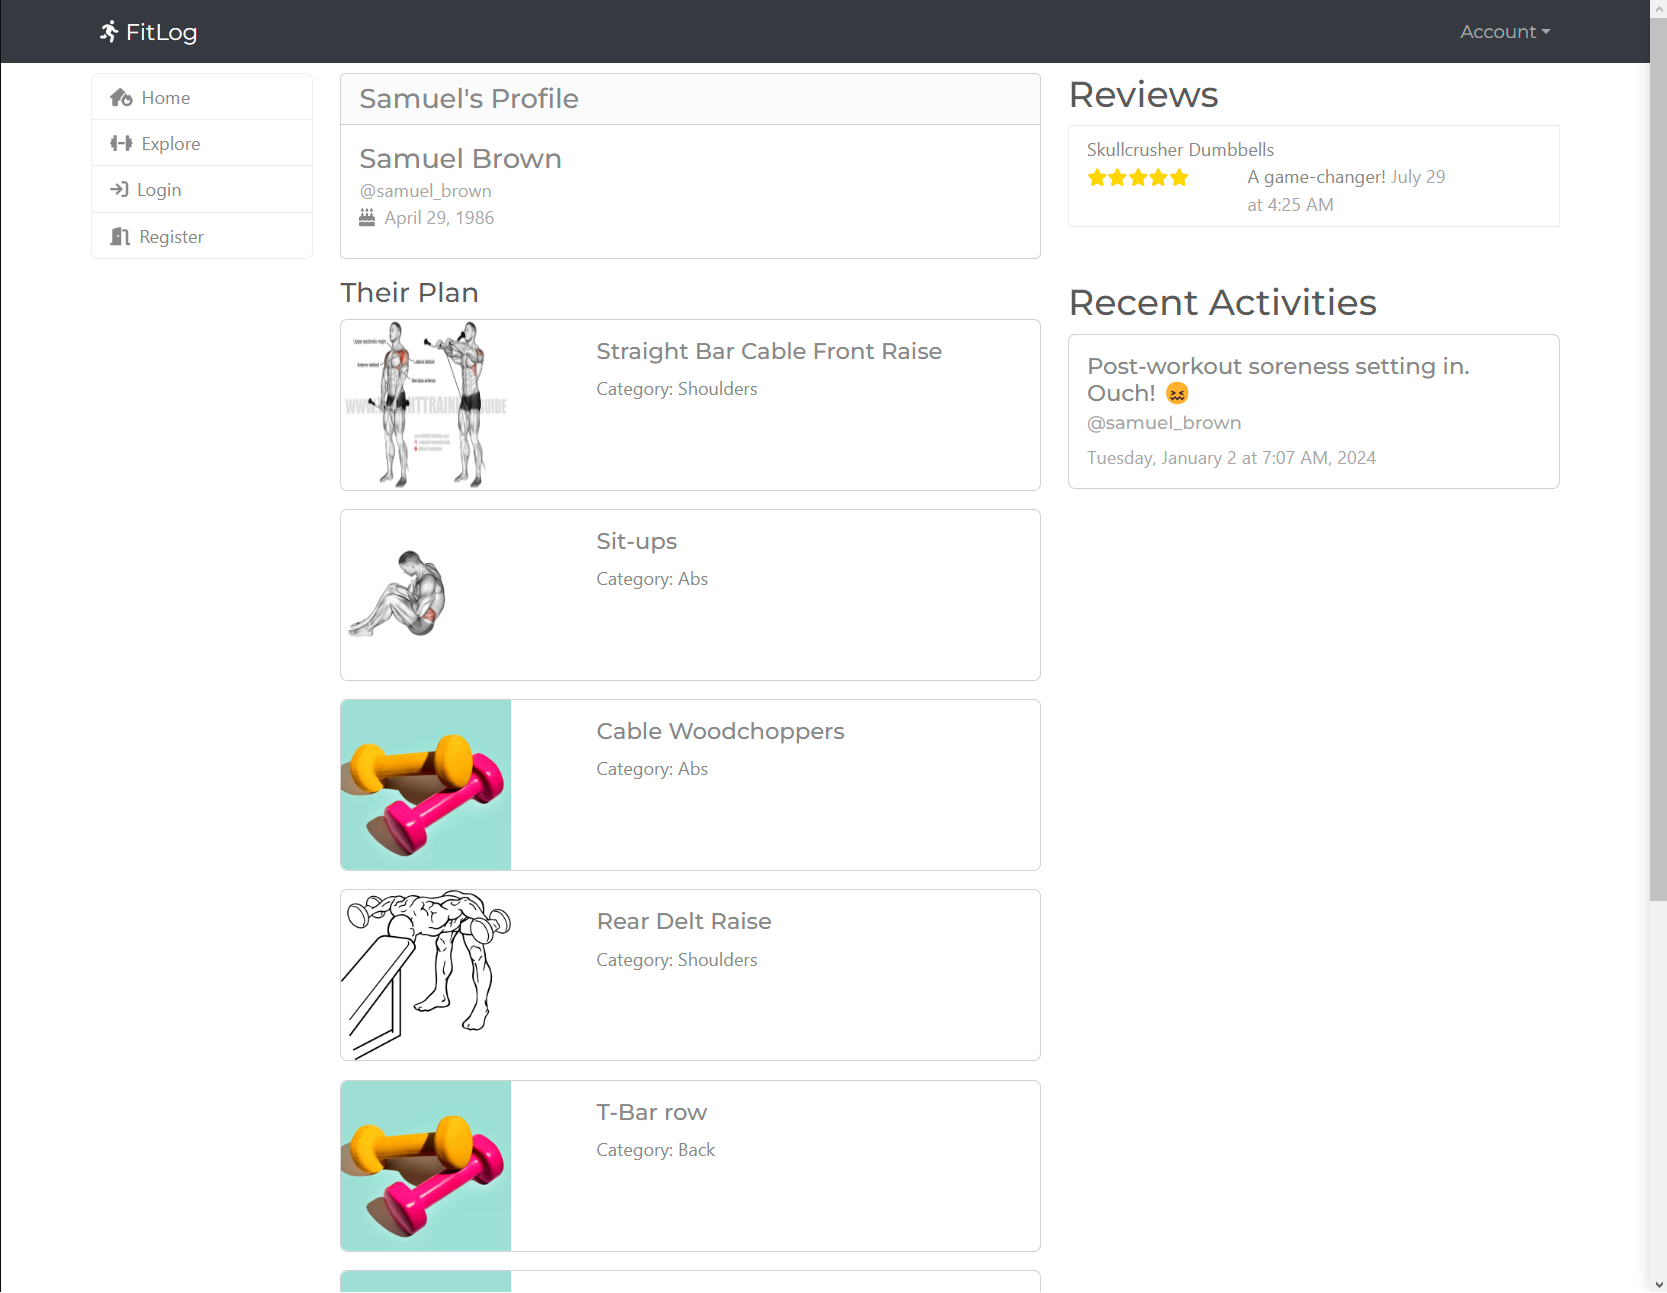 FitLog
Account
Home
Explore
Login
Register
Samuel's Profile
Samuel Brown
@samuel_brown
April 29, 1986
Their Plan
Straight Bar Cable Front Raise
Category: Shoulders
Sit-ups
Category: Abs
Cable Woodchoppers
Category: Abs
Rear Delt Raise
Category: Shoulders
T-Bar row
Category: Back
Reviews
Skullcrusher Dumbbells
A game-changer! July 29
at 4:25 AM
Recent Activities
Post-workout soreness setting in.
Ouch! 😖
@samuel_brown
Tuesday, January 2 at 7:07 AM, 2024